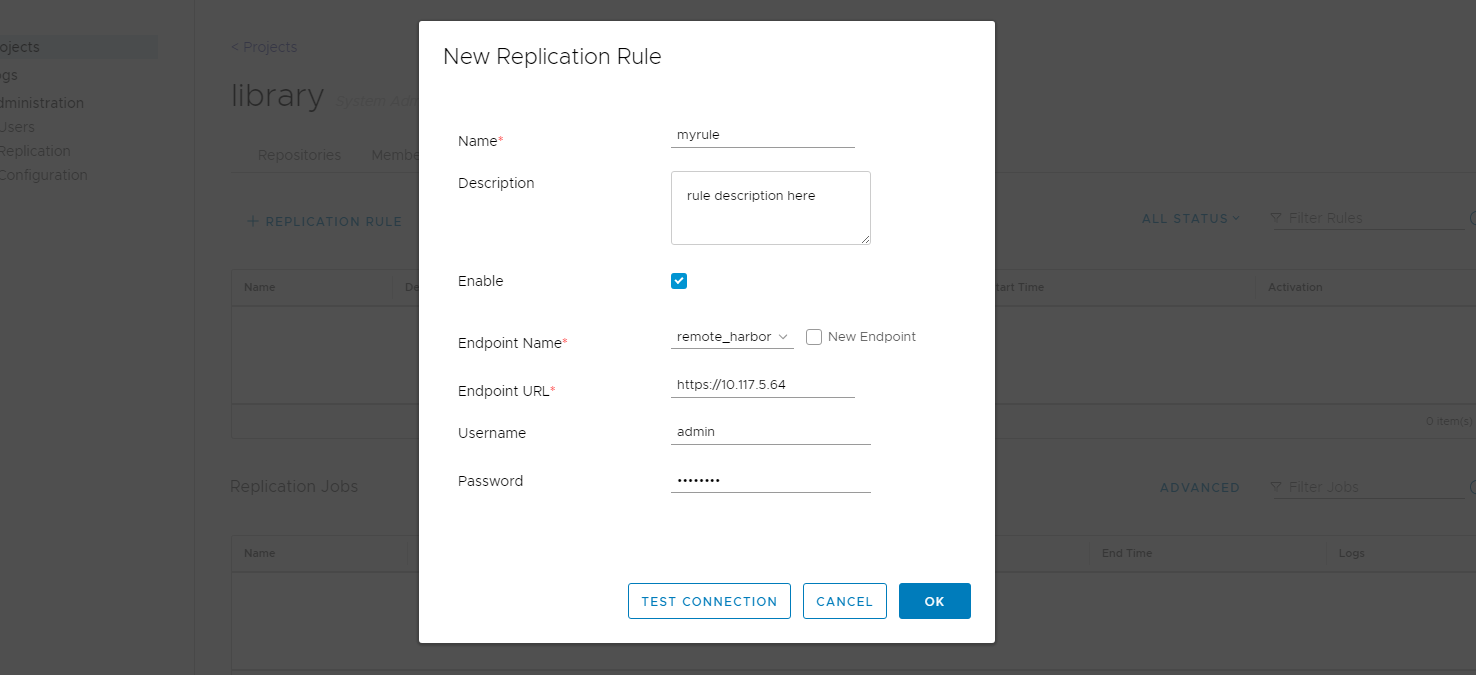 New Replication Rule
Name*
myrule
Description
rule description here
Enable
Endpoint Name*
remote_harbor
New Endpoint
Endpoint URL*
https://10.117.5.64
Username
admin
Password
••••••••
TEST CONNECTION
CANCEL
OK
ojects
ogs
dministration
Users
Replication
Configuration
< Projects
library
System Adm
Repositories
Membe
+ REPLICATION RULE
ALL STATUS
Filter Rules
Name
De
tart Time
Activation
0 item(s)
Replication Jobs
ADVANCED
Filter Jobs
Name
End Time
Logs